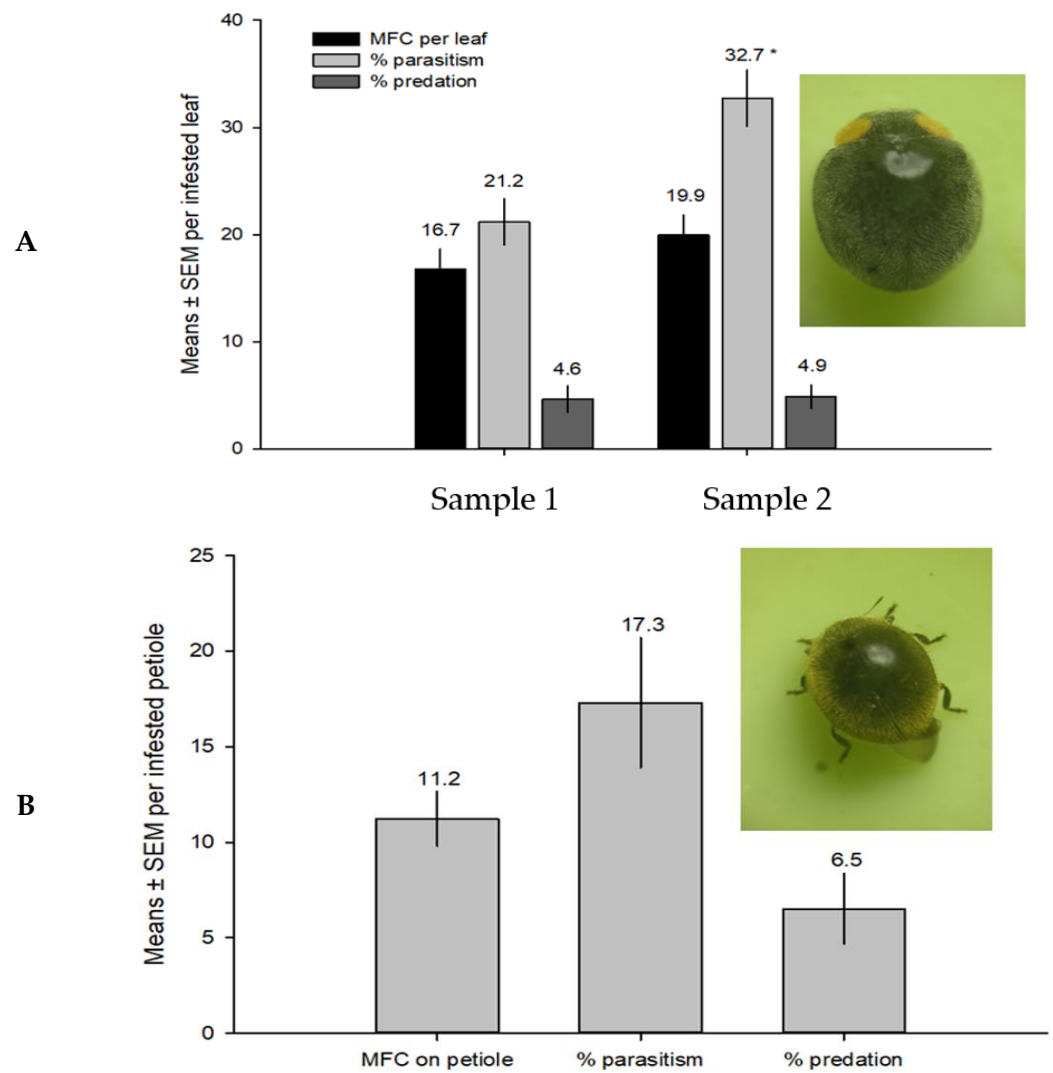 A
Means ± SEM per infested leaf
40
30
20
10
0
MFC per leaf
% parasitism
% predation
16.7
21.2
4.6
19.9
32.7 *
4.9
Sample 1
Sample 2
B
Means ± SEM per infested petiole
25
20
15
10
5
0
11.2
17.3
6.5
MFC on petiole
% parasitism
% predation